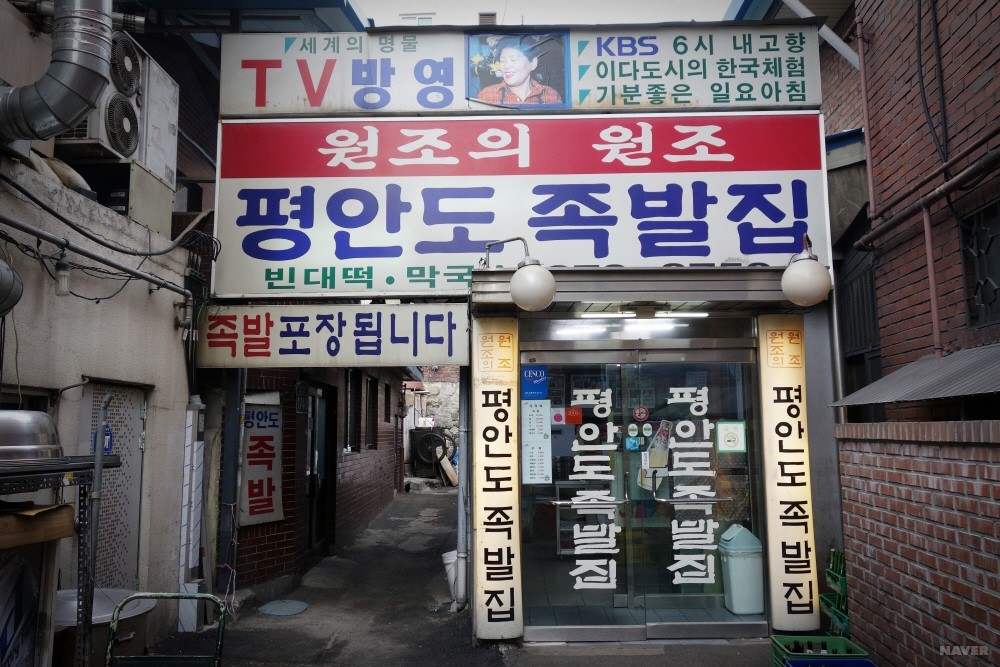 세계의 명물
TV 방영
KBS 6시 내고향
이다도시의 한국체험
기분좋은 일요아침
원조의 원조
평안도 족발집
빈대떡 · 막국
족발포장됩니다
평안도
족발
원조의 원조
평안도족발집
CESCO
평안도족발집
평안도족발집
원조의 원조
평안도족발집
NAVER